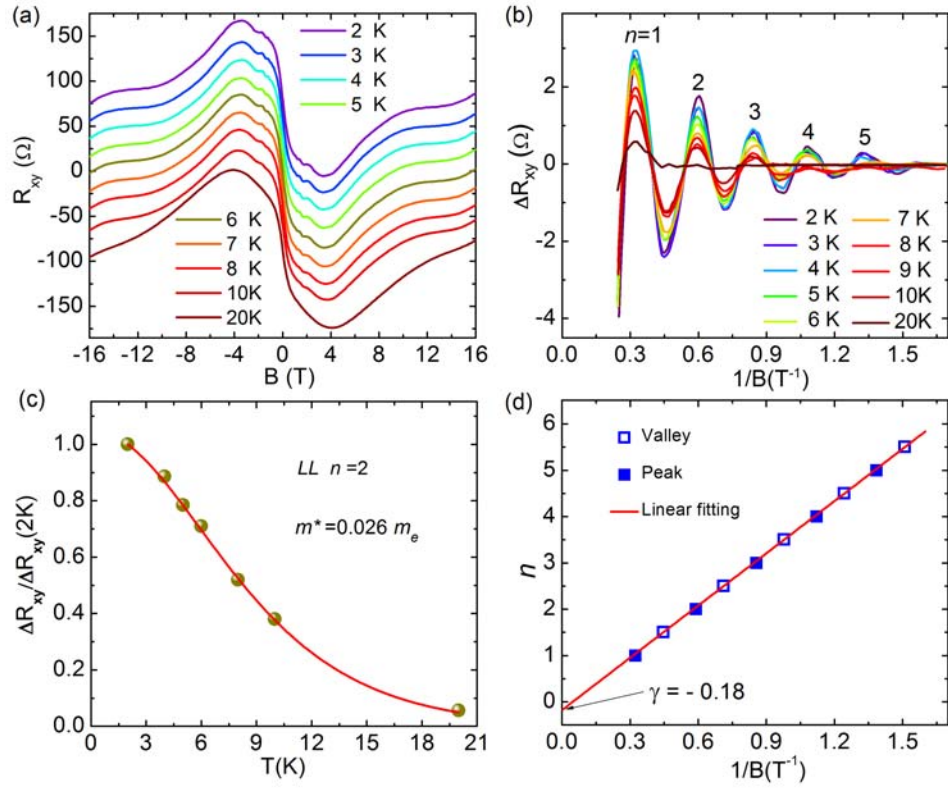 (a)
150
100
50
0
-50
-100
-150
R_xy (Ω)
2 K
3 K
4 K
5 K
6 K
7 K
8 K
10K
20K
-16 -12 -8 -4 0 4 8 12 16
B (T)
(b)
2
0
-2
-4
ΔR_xy(Ω)
n=1
2
3
4
5
2 K 7 K
3 K 8 K
4 K 9 K
5 K 10K
6 K 20K
0.0 0.3 0.6 0.9 1.2 1.5
1/B(T⁻¹)
(c)
1.0
0.8
0.6
0.4
0.2
0.0
ΔR_xy/ΔR_xy(2K)
LL n=2
m*=0.026 m_e
0 3 6 9 12 15 18 21
T(K)
(d)
6
5
4
3
2
1
0
n
Valley
Peak
Linear fitting
γ = - 0.18
0.0 0.3 0.6 0.9 1.2 1.5
1/B(T⁻¹)